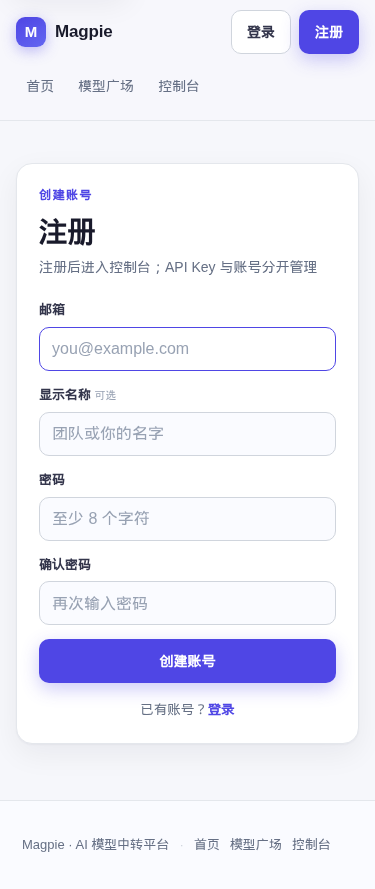 M Magpie 登录 注册
首页 模型广场 控制台
创建账号
注册
注册后进入控制台；API Key 与账号分开管理
邮箱
you@example.com
显示名称 可选
团队或你的名字
密码
至少 8 个字符
确认密码
再次输入密码
创建账号
已有账号？登录
Magpie · AI 模型中转平台 · 首页 模型广场 控制台